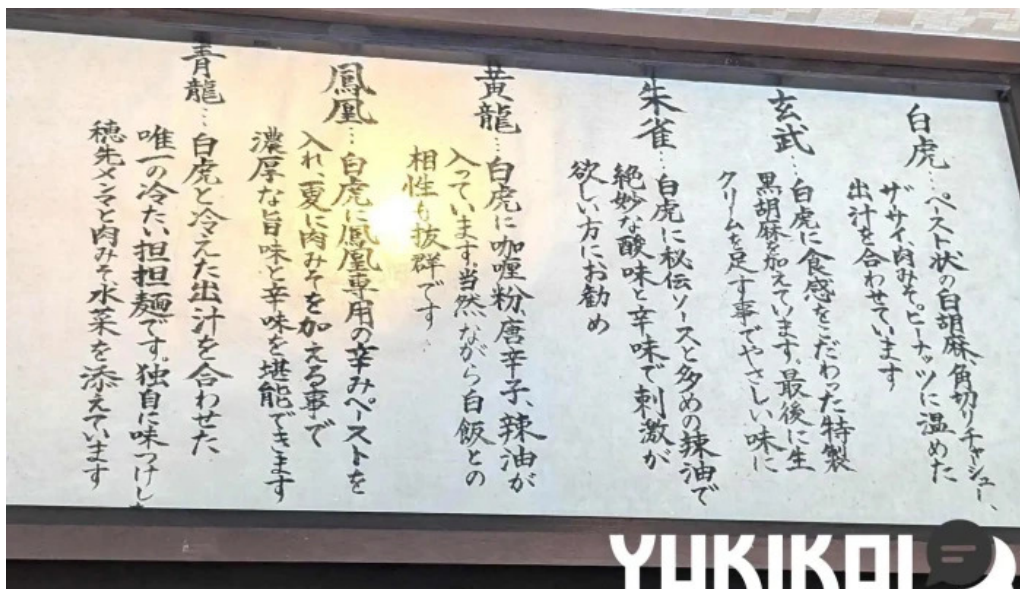 白虎…ペースト状の白胡麻、角切りチャシュー、
ザーサイ、肉みそ。ピーナッツに温めた
出汁を合わせています
玄武…白虎に食感をこだわった特製
黒胡麻を加えています。最後に生
クリームを足す事でやさしい味に
朱雀…白虎に秘伝ソースと多めの辣油で
絶妙な酸味と辛味で刺激が
欲しい方にお勧め
黄龍…白虎に咖喱粉、唐辛子、辣油が
入っています。当然ながら白飯との
相性も抜群です
鳳凰…白虎に鳳凰専用の辛みペーストを
入れ、更に肉みそを加える事で
濃厚な旨味と辛味を堪能できます
青龍…白虎と冷えた出汁を合わせた
唯一の冷たい担担麺です。独自に味つけし
穂先メンマと肉みそ、水菜を添えています
YUKIKAI